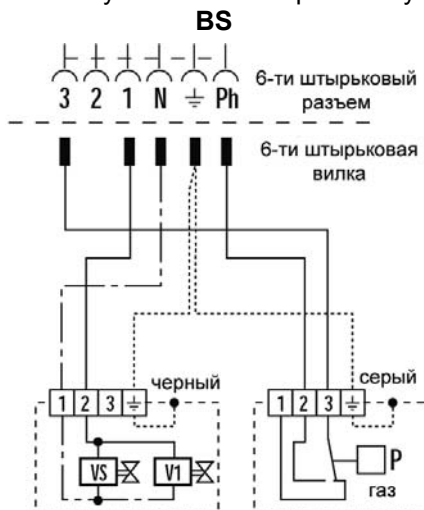 BS
3 2 1 N Ph
6-ти штырьковый
разъем
6-ти штырьковая
вилка
черный
серый
1 2 3
1 2 3
VS V1
P
газ